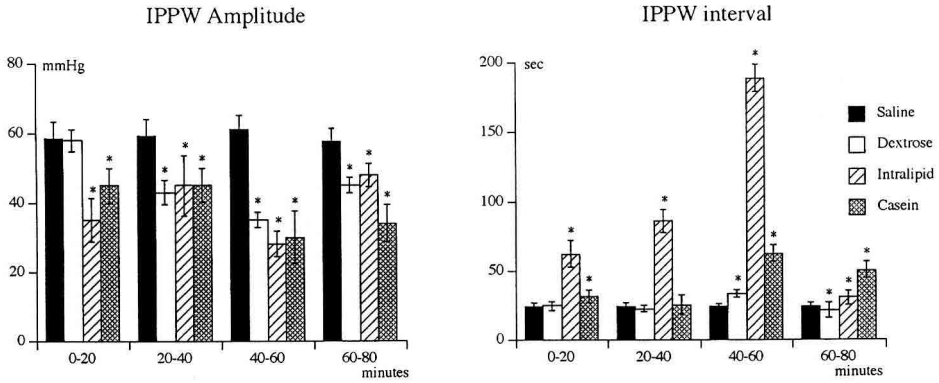 IPPW Amplitude
IPPW interval
80
mmHg
60
40
20
0
* * * * * * * * * * *
0-20 20-40 40-60 60-80
minutes
200
sec
150
100
50
0
* * * * * * * * *
0-20 20-40 40-60 60-80
minutes
Saline
Dextrose
Intralipid
Casein